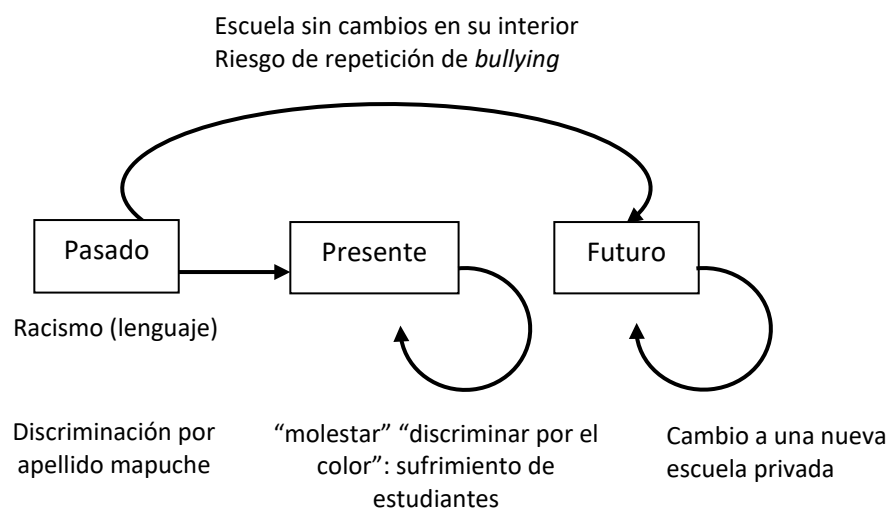 Escuela sin cambios en su interior
Riesgo de repetición de bullying
Pasado
Presente
Futuro
Racismo (lenguaje)
Discriminación por
apellido mapuche
“molestar” “discriminar por el
color”: sufrimiento de
estudiantes
Cambio a una nueva
escuela privada